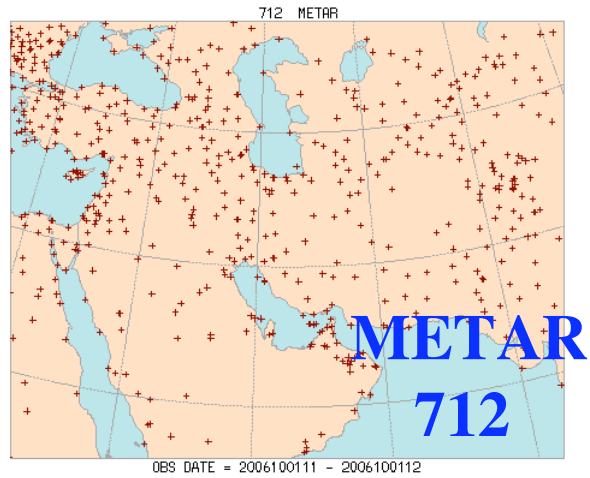 712 METAR
METAR
712
OBS DATE = 2006100111 - 2006100112